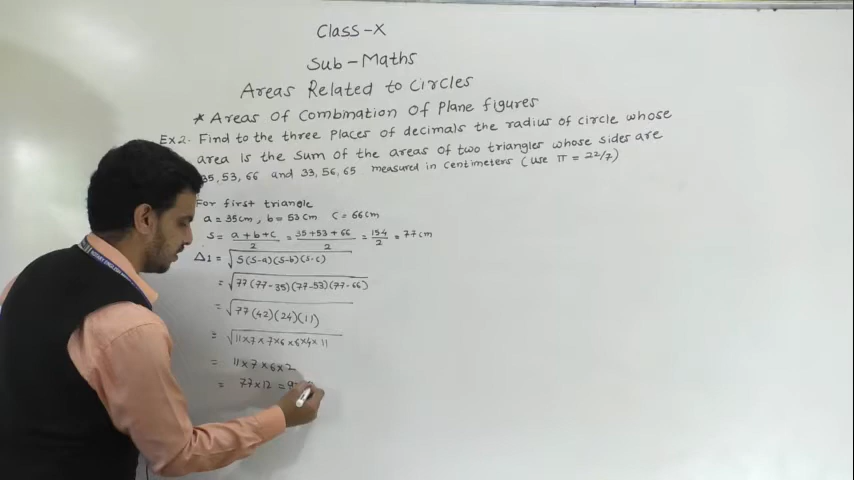 Class-X
Sub-Maths
Areas Related to Circles
* Areas of Combination of Plane figures
Ex2. Find to the three places of decimals the radius of circle whose
area is the sum of the areas of two triangles whose sides are
35, 53, 66 and 33, 56, 65 measured in centimeters (use π = 22/7)
For first triangle
a = 35cm, b = 53cm c = 66cm
S = a+b+c/2 = 35+53+66/2 = 154/2 = 77cm
Δ1 = √S(S-a)(S-b)(S-c)
= √77(77-35)(77-53)(77-66)
= √77(42)(24)(11)
= √11×7×7×6×6×4×11
= 11×7×6×2
= 77×12 = 9